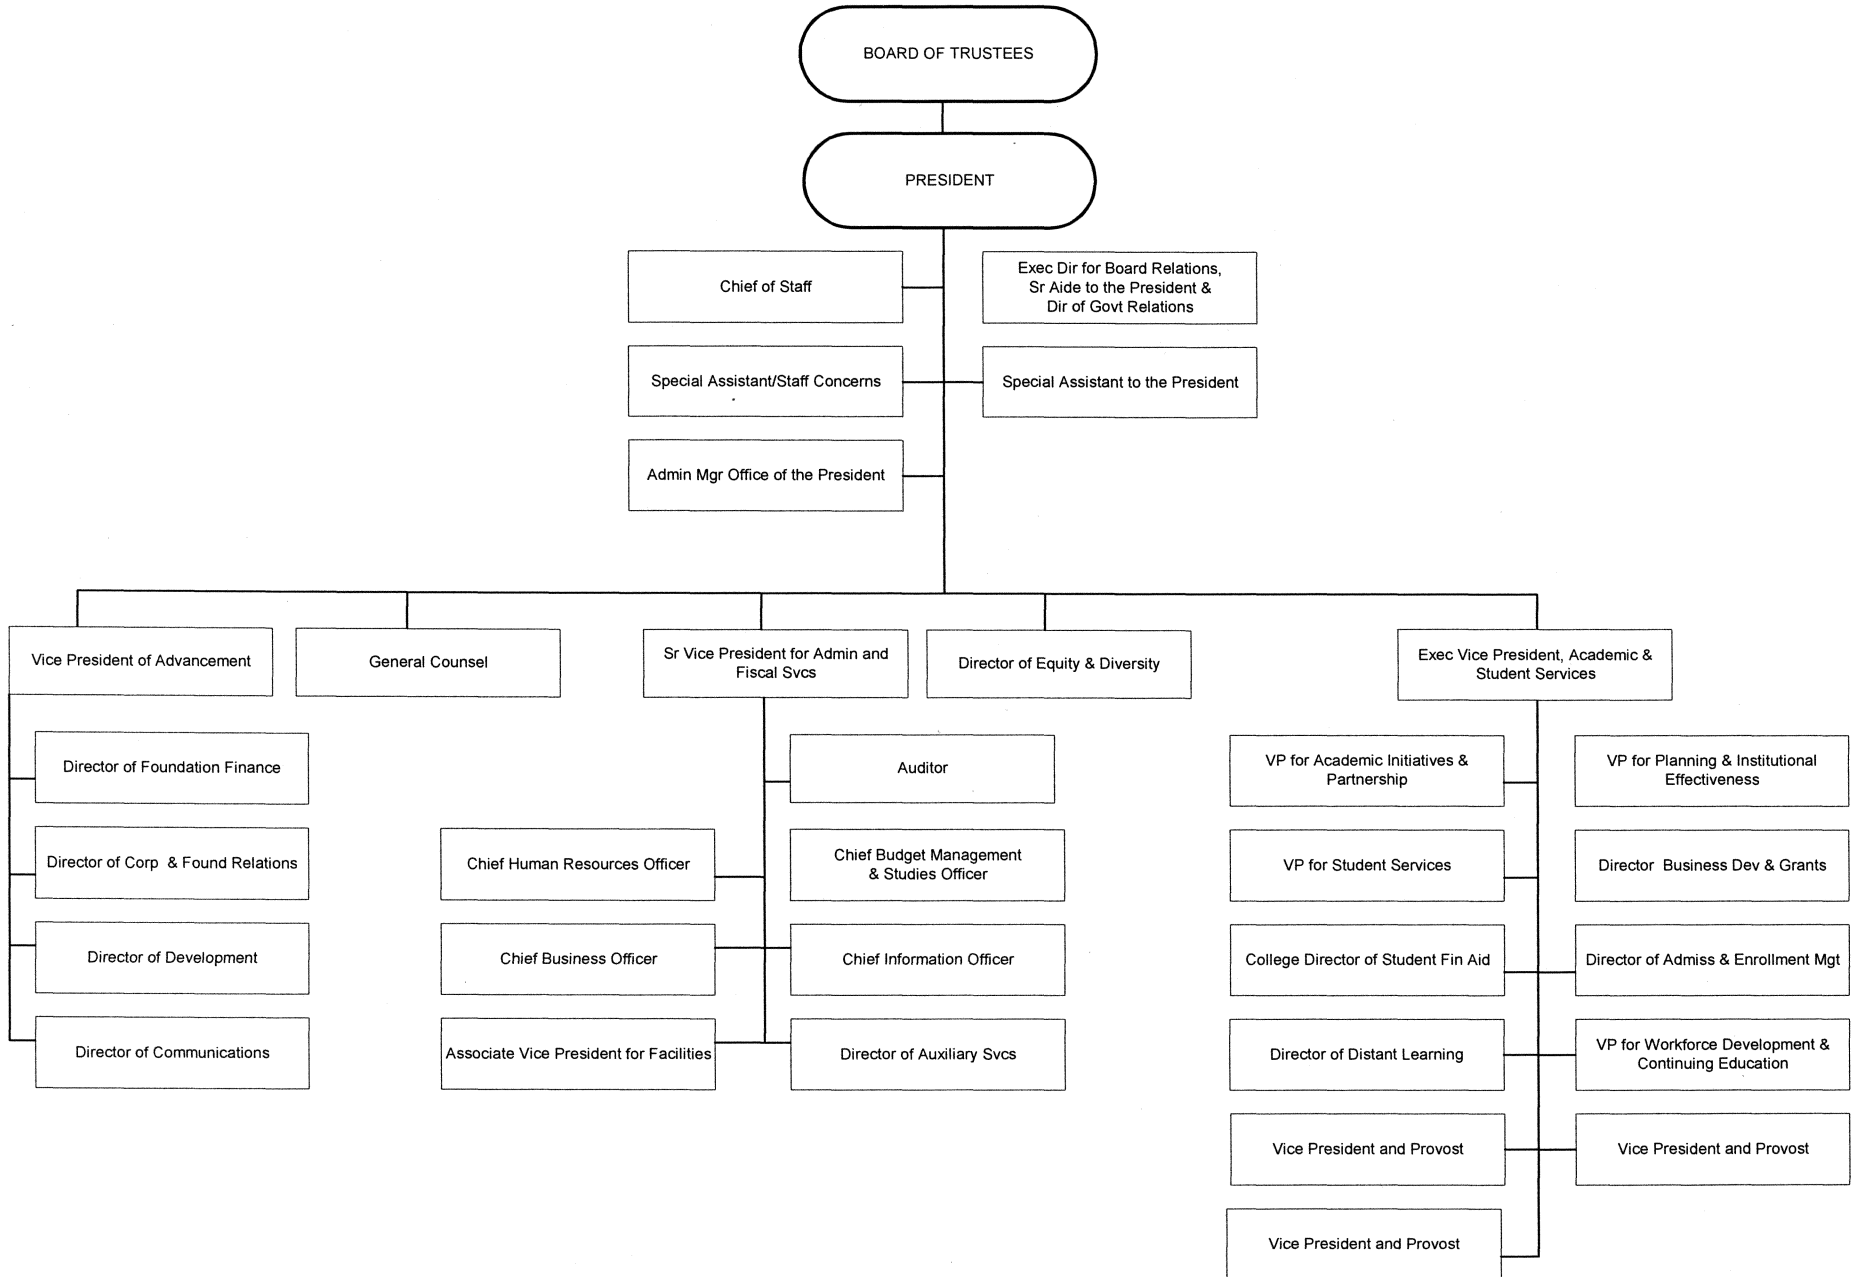 BOARD OF TRUSTEES
PRESIDENT
Chief of Staff
Exec Dir for Board Relations,
Sr Aide to the President &
Dir of Govt Relations
Special Assistant/Staff Concerns
Special Assistant to the President
Admin Mgr Office of the President
Vice President of Advancement
General Counsel
Sr Vice President for Admin and
Fiscal Svcs
Director of Equity & Diversity
Exec Vice President, Academic &
Student Services
Director of Foundation Finance
Director of Corp & Found Relations
Director of Development
Director of Communications
Auditor
Chief Human Resources Officer
Chief Budget Management
& Studies Officer
Chief Business Officer
Chief Information Officer
Associate Vice President for Facilities
Director of Auxiliary Svcs
VP for Academic Initiatives &
Partnership
VP for Planning & Institutional
Effectiveness
VP for Student Services
Director Business Dev & Grants
College Director of Student Fin Aid
Director of Admiss & Enrollment Mgt
Director of Distant Learning
VP for Workforce Development &
Continuing Education
Vice President and Provost
Vice President and Provost
Vice President and Provost